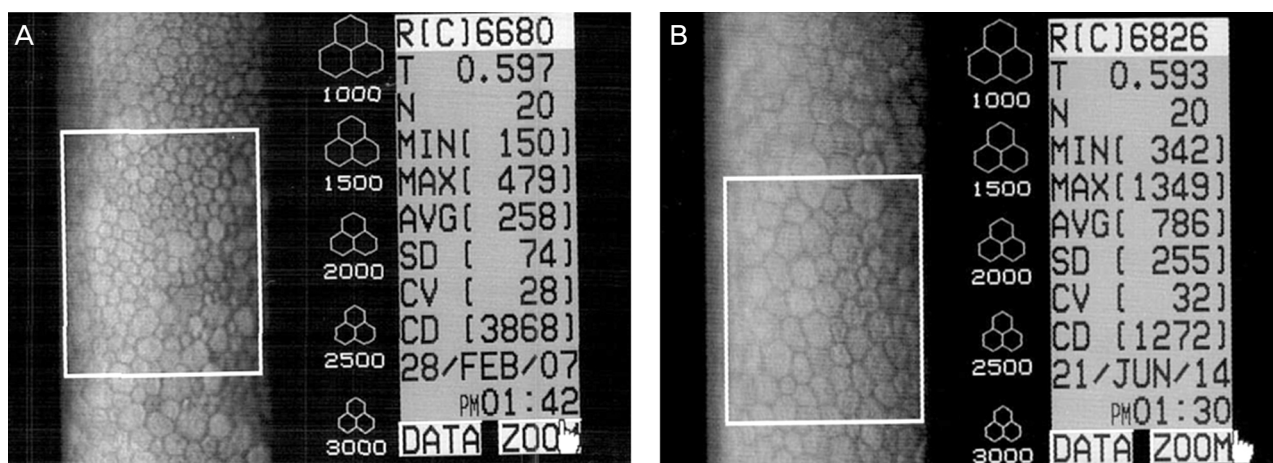 A
1000
1500
2000
2500
3000
R[C]6680
T 0.597
N 20
MIN[ 150]
MAX[ 479]
AVG[ 258]
SD [ 74]
CV [ 28]
CD [3868]
28/FEB/07
PM01:42
DATA ZOOM
B
1000
1500
2000
2500
3000
R[C]6826
T 0.593
N 20
MIN[ 342]
MAX[1349]
AVG[ 786]
SD [ 255]
CV [ 32]
CD [1272]
21/JUN/14
PM01:30
DATA ZOOM